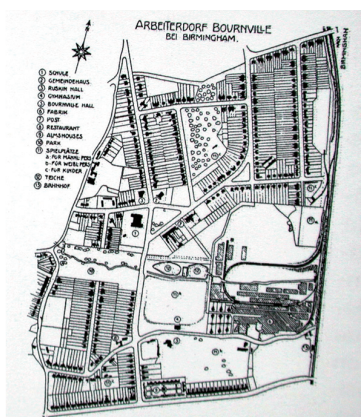 ARBEITERDORF BOURNVILLE
BEI BIRMINGHAM.
① SCHULE
② GEMEINDEHAUS
③ RUSKIN HALL
④ GYMNASIUM
⑤ BOURNVILLE HALL
⑥ FABRIK
⑦ POST
⑧ RESTAURANT
⑨ ALMSHOUSES
⑩ PARK
⑪ SPIELPLÄTZE
a: FÜR MÄNNL. PERS
b: FÜR WEIBL. PERS
c: FÜR KINDER
⑫ TEICHE
⑬ BAHNHOF